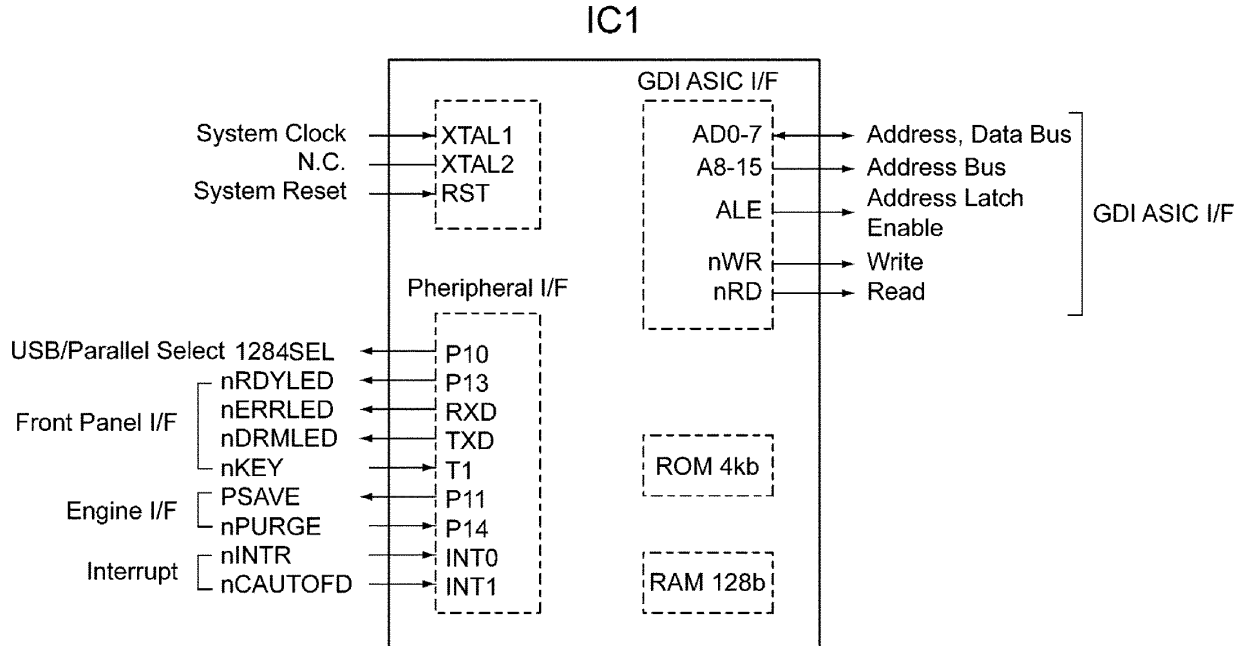 IC1
GDI ASIC I/F
System Clock XTAL1
N.C. XTAL2
System Reset RST
AD0-7 Address, Data Bus
A8-15 Address Bus
ALE Address Latch
Enable
nWR Write
nRD Read
GDI ASIC I/F
Pheripheral I/F
USB/Parallel Select 1284SEL P10
Front Panel I/F
nRDYLED P13
nERRLED RXD
nDRMLED TXD
nKEY T1
Engine I/F
PSAVE P11
nPURGE P14
Interrupt
nINTR INT0
nCAUTOFD INT1
ROM 4kb
RAM 128b